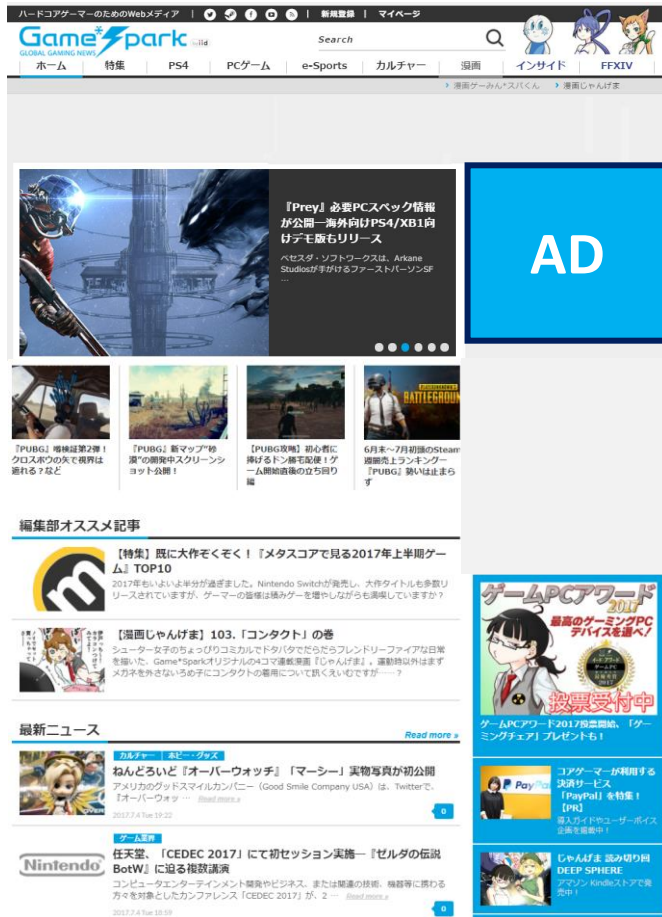 ハードコアゲーマーのためのWebメディア
新規登録
マイページ
Game*Spark
GLOBAL GAMING NEWS
Search
ホーム
特集
PS4
PCゲーム
e-Sports
カルチャー
漫画
インサイド
FFXIV
漫画ゲーみん*スパくん
漫画じゃんげま
『Prey』必要PCスペック情報
が公開―海外向けPS4/XB1向
けデモ版もリリース
ベセスダ・ソフトワークスは、Arkane
Studiosが手がけるファーストパーソンSF
…
AD
BATTLEGROUN
『PUBG』噂検証第2弾！
クロスボウの矢で視界は
遮れる？など
『PUBG』新マップ“砂
漠”の開発中スクリーンシ
ョット公開！
【PUBG攻略】初心者に
捧げるドン勝宅配便！ゲ
ーム開始直後の立ち回り
編
6月末～7月初頭のSteam
週間売上ランキング―
『PUBG』勢いは止まら
ず
編集部オススメ記事
【特集】既に大作ぞくぞく！『メタスコアで見る2017年上半期ゲー
ム』TOP10
2017年もいよいよ半分が過ぎました。Nintendo Switchが発売し、大作タイトルも多数リ
リースされていますが、ゲーマーの皆様は積みゲーを増やしながらも満喫していますか？
【漫画じゃんげま】103.「コンタクト」の巻
シューター女子のちょっぴりコミカルでドタバタでだらだらフレンドリーファイアな日常
を描いた、Game*Sparkオリジナルの4コマ連載漫画『じゃんげま』。運動時以外はまず
メガネを外さないろめ子にコンタクトの着用について訊くえいむですが……？
最新ニュース
Read more »
カルチャー
ホビー・グッズ
ねんどろいど『オーバーウォッチ』「マーシー」実物写真が初公開
アメリカのグッドスマイルカンパニー（Good Smile Company USA）は、Twitterで、
『オーバーウォッ … Read more »
2017.7.4 Tue 19:22
0
ゲーム業界
Nintendo
任天堂、「CEDEC 2017」にて初セッション実施―『ゼルダの伝説
BotW』に迫る複数講演
コンピュータエンターテインメント開発やビジネス、または関連の技術、機器等に携わる
方々を対象としたカンファレンス「CEDEC 2017」が、2 … Read more »
2017.7.4 Tue 18:59
0
ゲームPCアワード
2017
最高のゲーミングPC
デバイスを選べ！
投票受付中
ゲームPCアワード2017投票開始、「ゲー
ミングチェア」プレゼントも！
PayPal
コアゲーマーが利用する
決済サービス
「PayPal」を特集！
【PR】
導入ガイドやユーザーボイス
企画を掲載中！
じゃんげま 読み切り回
DEEP SPHERE
アマゾン Kindleストアで発
売中！